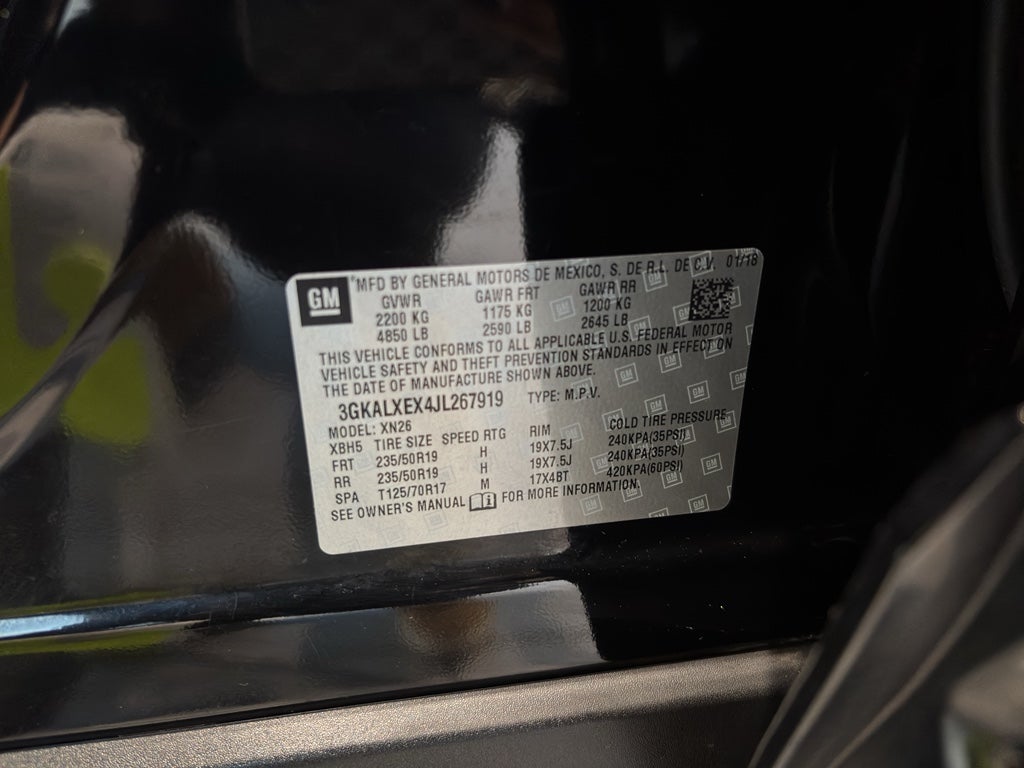 GM
*MFD BY GENERAL MOTORS DE MEXICO, S. DE R.L. DE C.V. 01/18
GVWR GAWR FRT GAWR RR
2200 KG 1175 KG 1200 KG
4850 LB 2590 LB 2645 LB
THIS VEHICLE CONFORMS TO ALL APPLICABLE U.S. FEDERAL MOTOR
VEHICLE SAFETY AND THEFT PREVENTION STANDARDS IN EFFECT ON
THE DATE OF MANUFACTURE SHOWN ABOVE.
3GKALXEX4JL267919 TYPE: M.P.V.
MODEL: XN26
XBH5 TIRE SIZE SPEED RTG RIM COLD TIRE PRESSURE
FRT 235/50R19 H 19X7.5J 240KPA(35PSI)
RR 235/50R19 H 19X7.5J 240KPA(35PSI)
SPA T125/70R17 M 17X4BT 420KPA(60PSI)
SEE OWNER'S MANUAL FOR MORE INFORMATION.